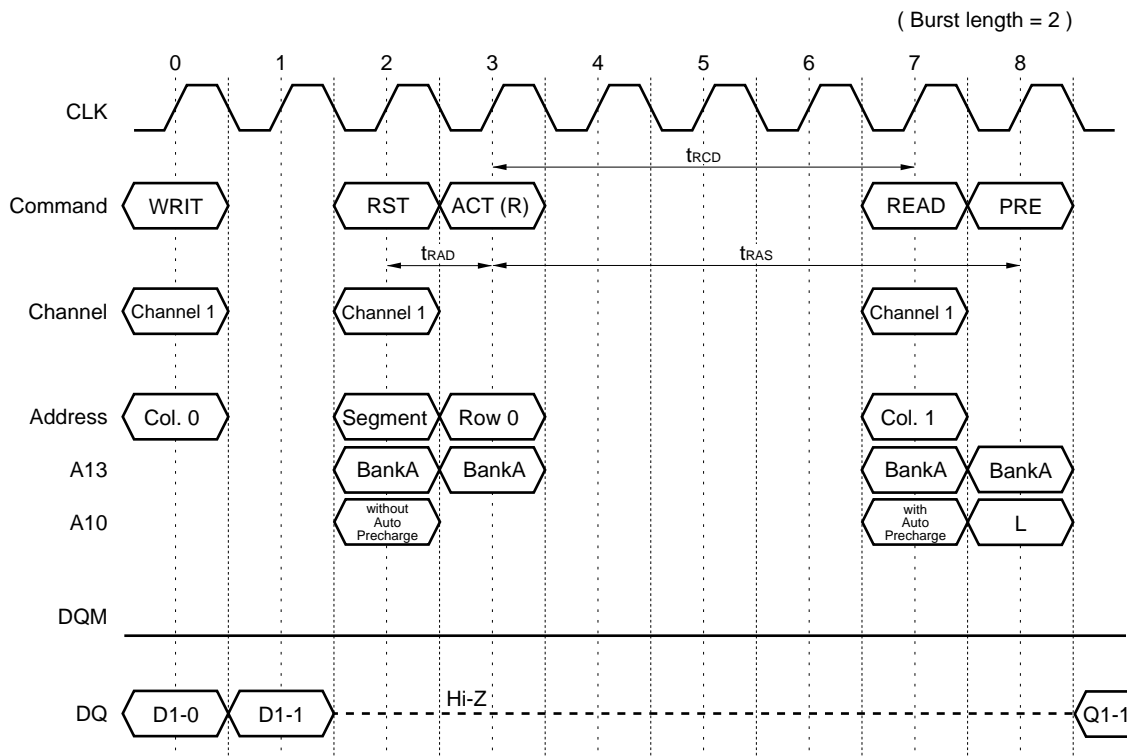 ( Burst length = 2 )
0 1 2 3 4 5 6 7 8
CLK
tRCD
Command WRIT RST ACT (R) READ PRE
tRAD tRAS
Channel Channel 1 Channel 1 Channel 1
Address Col. 0 Segment Row 0 Col. 1
A13 BankA BankA BankA BankA
A10 without Auto Precharge with Auto Precharge L
DQM
Hi-Z
DQ D1-0 D1-1 Q1-1